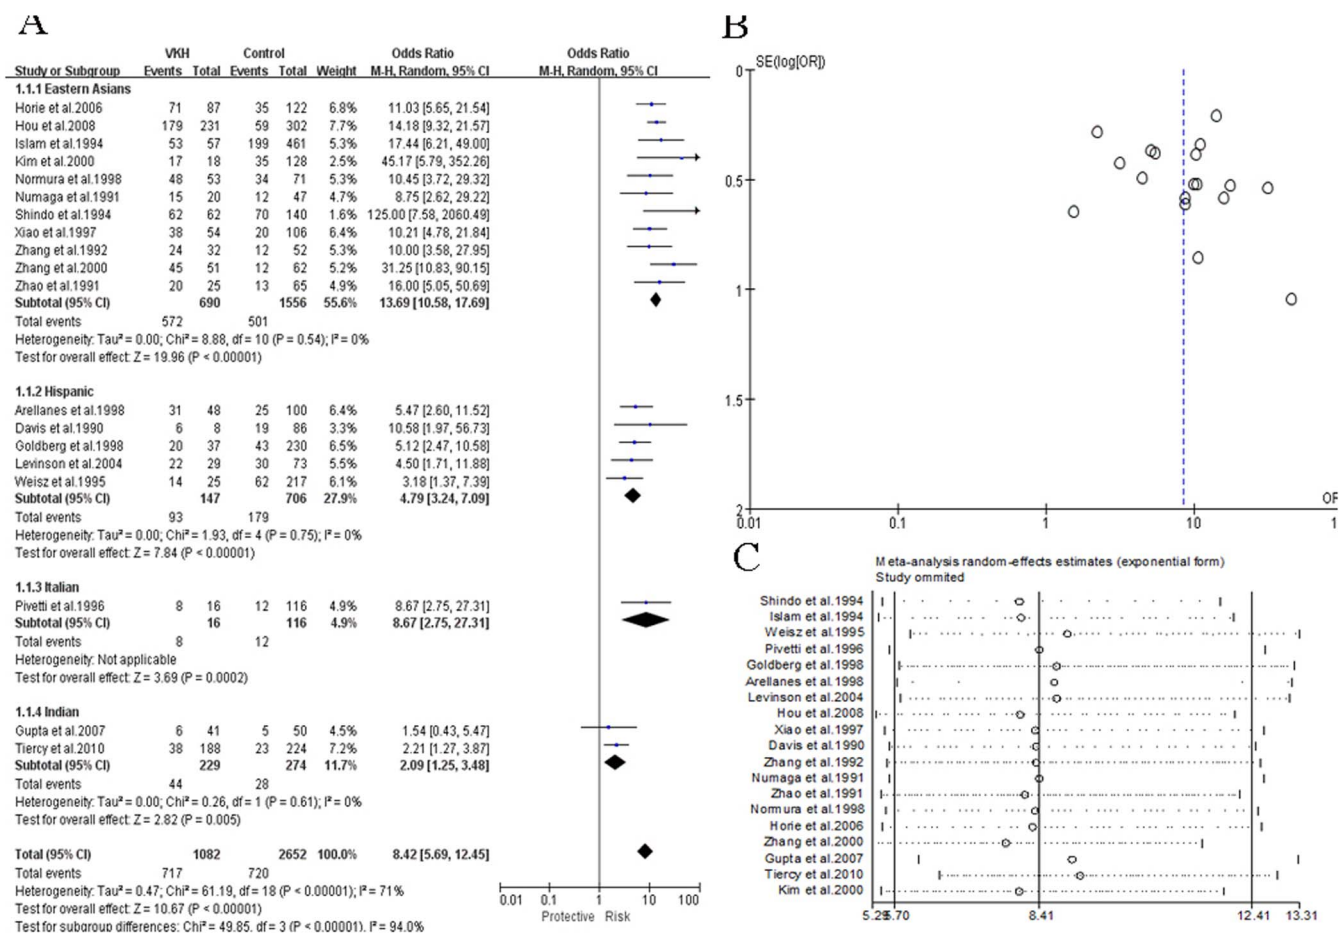 A
VKH Control Odds Ratio Odds Ratio
Study or Subgroup Events Total Events Total Weight M-H, Random, 95% CI M-H, Random, 95% CI
1.1.1 Eastern Asians
Horie et al.2006 71 87 35 122 6.8% 11.03 [5.65, 21.54]
Hou et al.2008 179 231 59 302 7.7% 14.18 [9.32, 21.57]
Islam et al.1994 53 57 199 461 5.3% 17.44 [6.21, 49.00]
Kim et al.2000 17 18 35 128 2.5% 45.17 [5.79, 352.26]
Normura et al.1998 48 53 34 71 5.3% 10.45 [3.72, 29.32]
Numaga et al.1991 15 20 12 47 4.7% 8.75 [2.62, 29.22]
Shindo et al.1994 62 62 70 140 1.6% 125.00 [7.58, 2060.49]
Xiao et al.1997 38 54 20 106 6.4% 10.21 [4.78, 21.84]
Zhang et al.1992 24 32 12 52 5.3% 10.00 [3.58, 27.95]
Zhang et al.2000 45 51 12 62 5.2% 31.25 [10.83, 90.15]
Zhao et al.1991 20 25 13 65 4.9% 16.00 [5.05, 50.69]
Subtotal (95% CI) 690 1556 55.6% 13.69 [10.58, 17.69]
Total events 572 501
Heterogeneity: Tau² = 0.00; Chi² = 8.88, df = 10 (P = 0.54); I² = 0%
Test for overall effect: Z = 19.96 (P < 0.00001)
1.1.2 Hispanic
Arellanes et al.1998 31 48 25 100 6.4% 5.47 [2.60, 11.52]
Davis et al.1990 6 8 19 86 3.3% 10.58 [1.97, 56.73]
Goldberg et al.1998 20 37 43 230 6.5% 5.12 [2.47, 10.58]
Levinson et al.2004 22 29 30 73 5.5% 4.50 [1.71, 11.88]
Weisz et al.1995 14 25 62 217 6.1% 3.18 [1.37, 7.39]
Subtotal (95% CI) 147 706 27.9% 4.79 [3.24, 7.09]
Total events 93 179
Heterogeneity: Tau² = 0.00; Chi² = 1.93, df = 4 (P = 0.75); I² = 0%
Test for overall effect: Z = 7.84 (P < 0.00001)
1.1.3 Italian
Pivetti et al.1996 8 16 12 116 4.9% 8.67 [2.75, 27.31]
Subtotal (95% CI) 16 116 4.9% 8.67 [2.75, 27.31]
Total events 8 12
Heterogeneity: Not applicable
Test for overall effect: Z = 3.69 (P = 0.0002)
1.1.4 Indian
Gupta et al.2007 6 41 5 50 4.5% 1.54 [0.43, 5.47]
Tiercy et al.2010 38 188 23 224 7.2% 2.21 [1.27, 3.87]
Subtotal (95% CI) 229 274 11.7% 2.09 [1.25, 3.48]
Total events 44 28
Heterogeneity: Tau² = 0.00; Chi² = 0.26, df = 1 (P = 0.61); I² = 0%
Test for overall effect: Z = 2.82 (P = 0.005)
Total (95% CI) 1082 2652 100.0% 8.42 [5.69, 12.45]
Total events 717 720
Heterogeneity: Tau² = 0.47; Chi² = 61.19, df = 18 (P < 0.00001); I² = 71%
Test for overall effect: Z = 10.67 (P < 0.00001)
Test for subgroup differences: Chi² = 49.85, df = 3 (P < 0.00001), I² = 94.0%
0.01 0.1 1 10 100
Protective Risk
B
SE(log[OR])
0
0.5
1
1.5
2
OR
0.01 0.1 1 10 1
C
Meta-analysis random-effects estimates (exponential form)
Study ommited
Shindo et al.1994
Islam et al.1994
Weisz et al.1995
Pivetti et al.1996
Goldberg et al.1998
Arellanes et al.1998
Levinson et al.2004
Hou et al.2008
Xiao et al.1997
Davis et al.1990
Zhang et al.1992
Numaga et al.1991
Zhao et al.1991
Normura et al.1998
Horie et al.2006
Zhang et al.2000
Gupta et al.2007
Tiercy et al.2010
Kim et al.2000
5.29 5.70 8.41 12.41 13.31